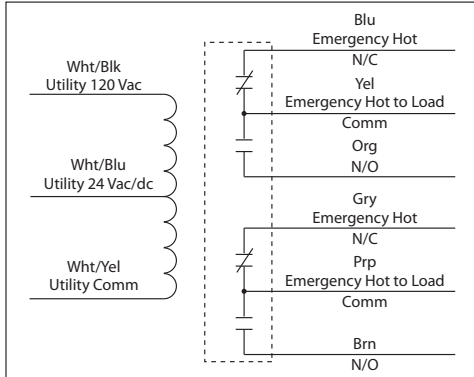 Wht/Blk
Utility 120 Vac
Wht/Blu
Utility 24 Vac/dc
Wht/Yel
Utility Comm
Blu
Emergency Hot
N/C
Yel
Emergency Hot to Load
Comm
Org
N/O
Gry
Emergency Hot
N/C
Prp
Emergency Hot to Load
Comm
Brn
N/O